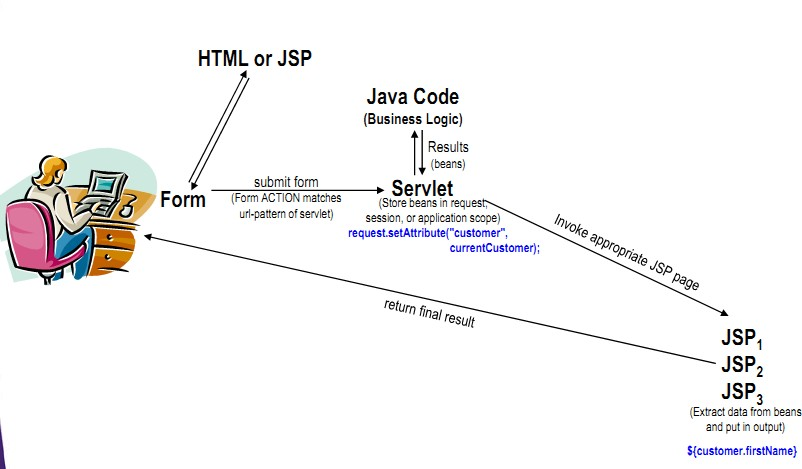 HTML or JSP
Java Code
(Business Logic)
Results
(beans)
Form
submit form
(Form ACTION matches
url-pattern of servlet)
Servlet
(Store beans in request,
session, or application scope)
request.setAttribute("customer",
currentCustomer);
Invoke appropriate JSP page
return final result
JSP1
JSP2
JSP3
(Extract data from beans
and put in output)
${customer.firstName}